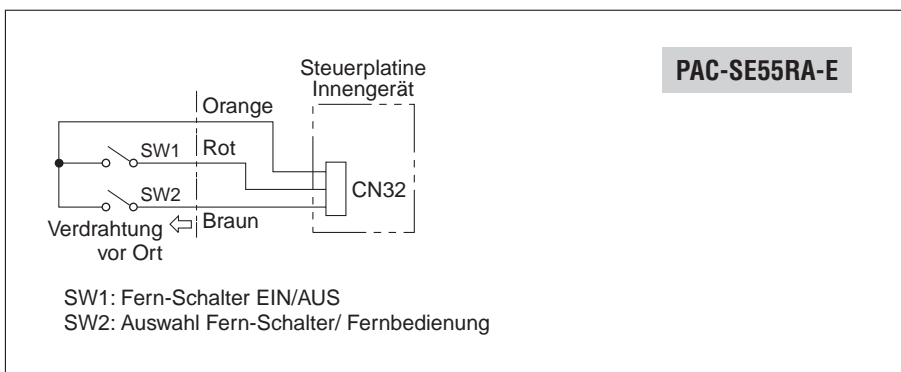 PAC-SE55RA-E
Steuerplatine
Innengerät
Orange
SW1
Rot
CN32
SW2
Braun
Verdrahtung
vor Ort
SW1: Fern-Schalter EIN/AUS
SW2: Auswahl Fern-Schalter/ Fernbedienung